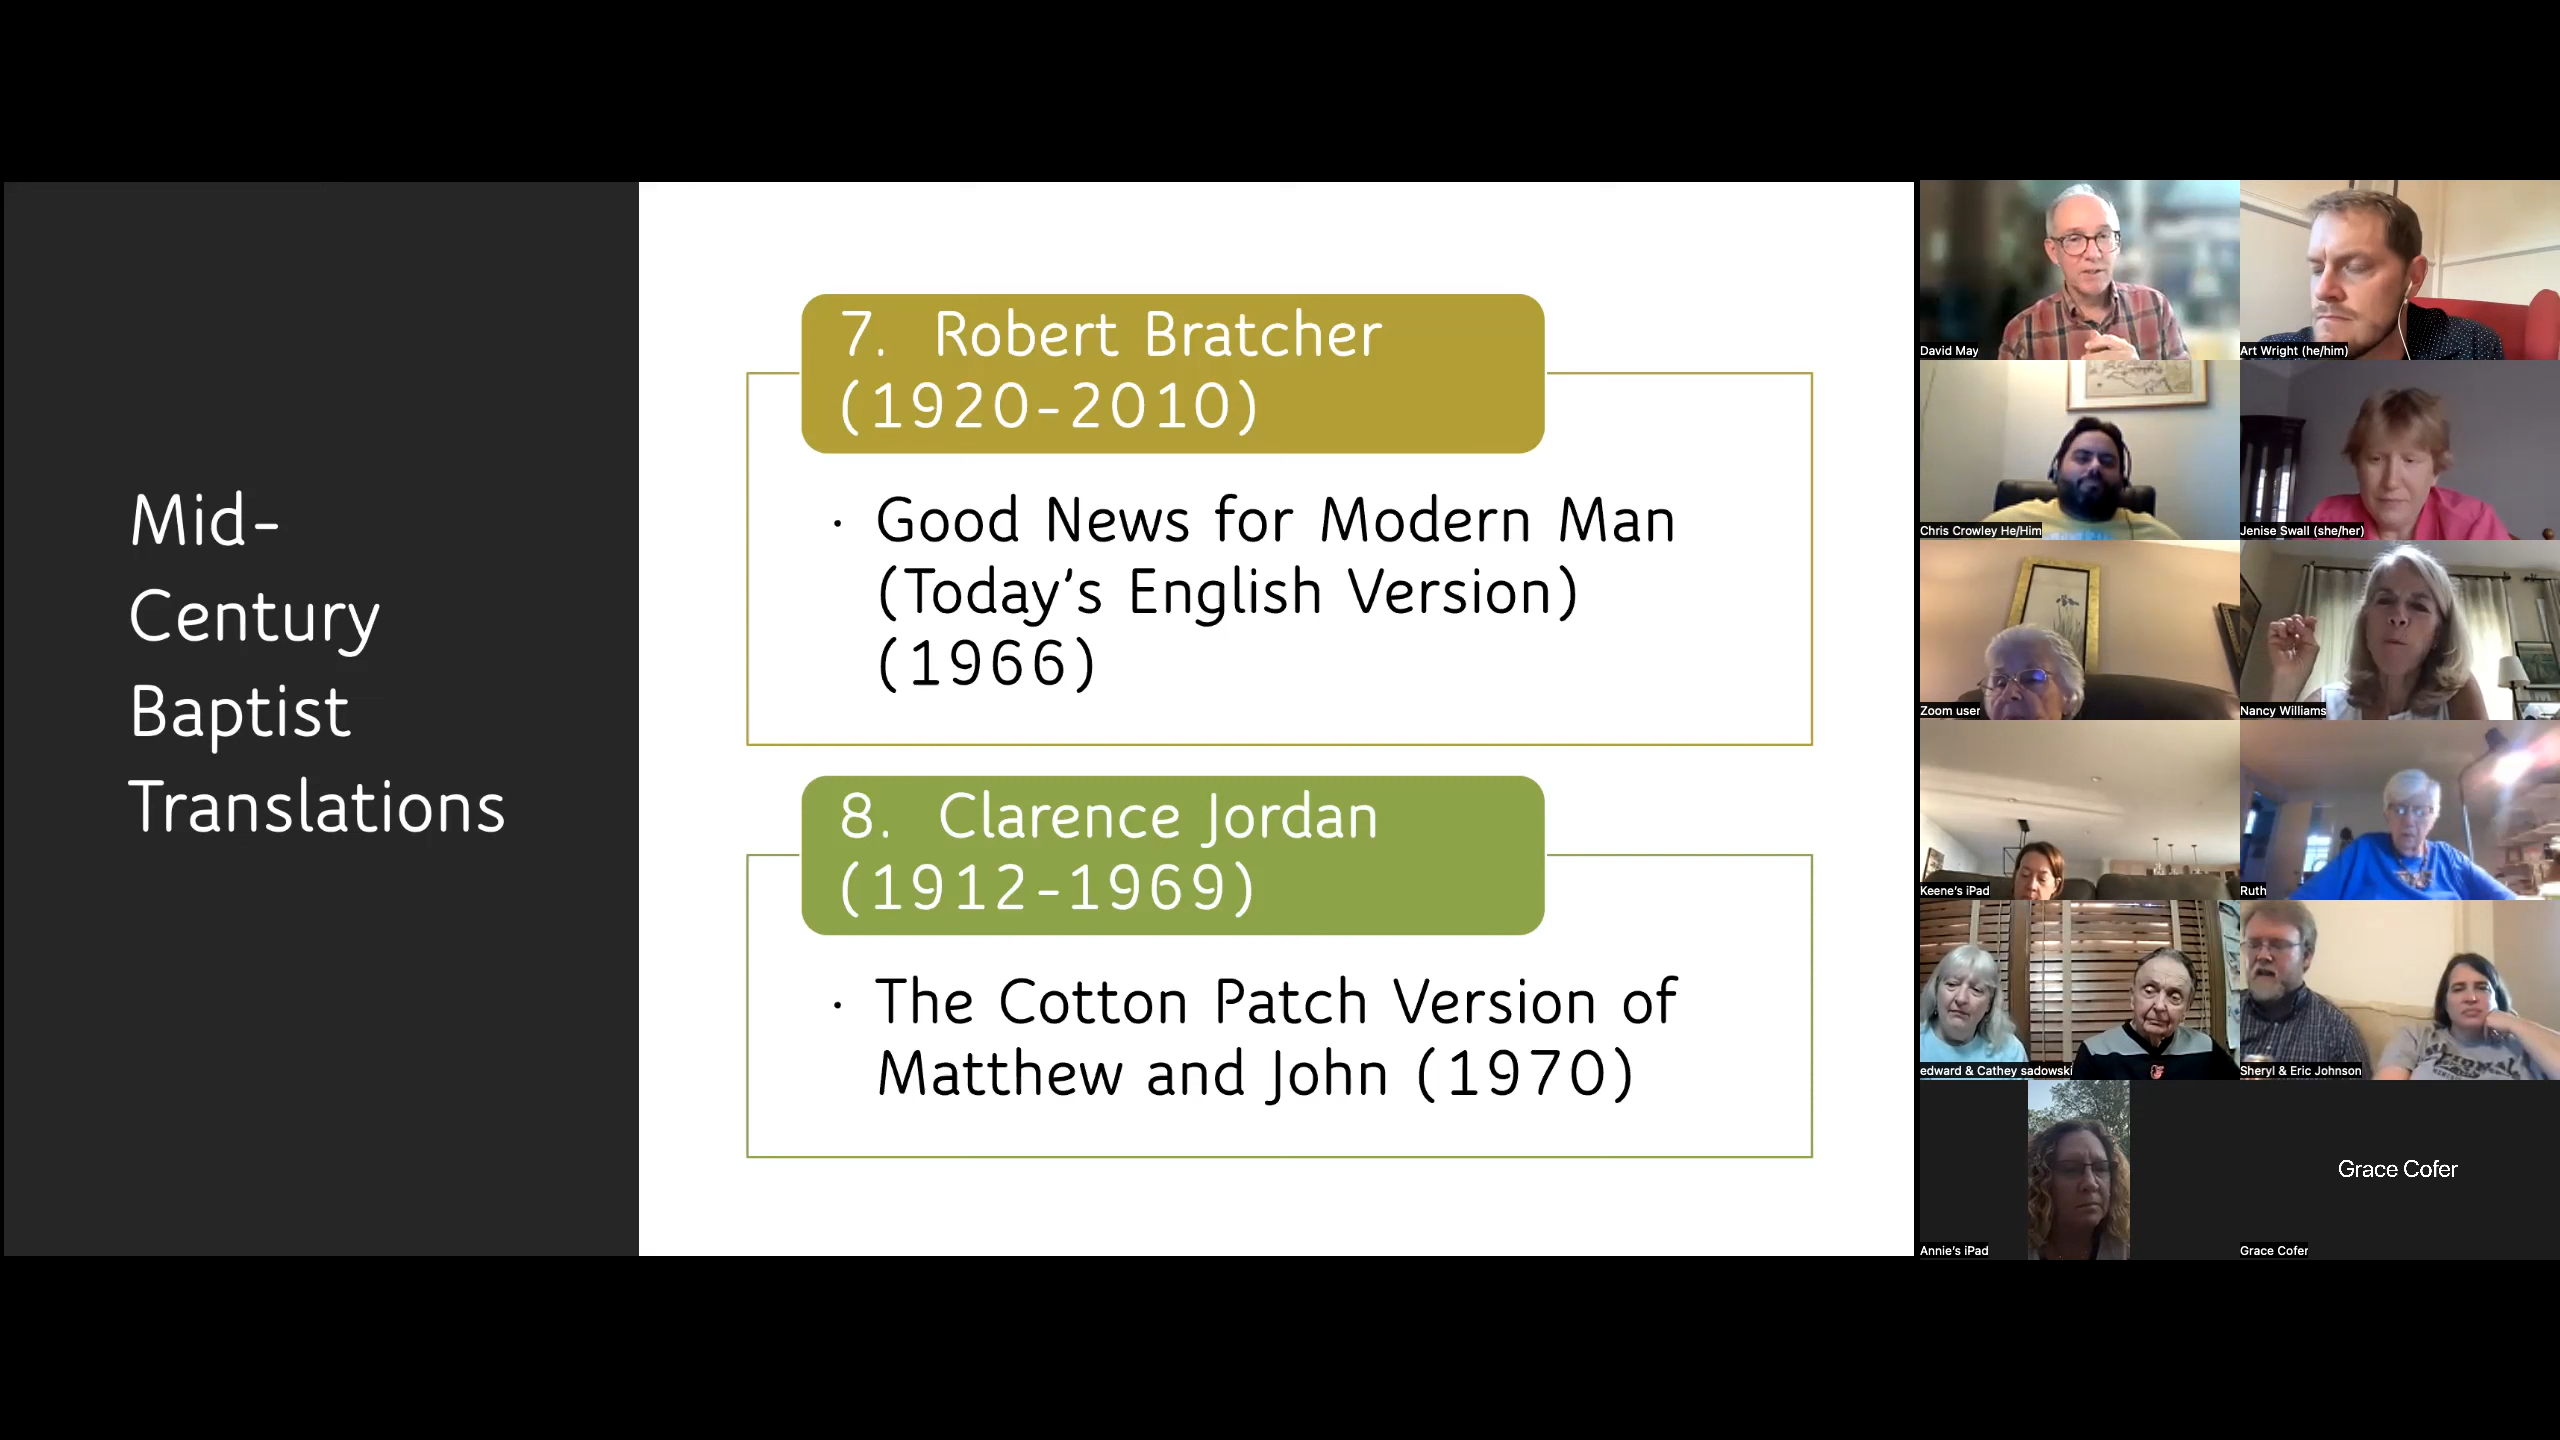 Mid-
Century
Baptist
Translations
7. Robert Bratcher
(1920-2010)
· Good News for Modern Man
(Today's English Version)
(1966)
8. Clarence Jordan
(1912-1969)
· The Cotton Patch Version of
Matthew and John (1970)
David May
Art Wright (he/him)
Chris Crowley He/Him
Jenise Swall (she/her)
Zoom user
Nancy Williams
Keene's iPad
Ruth
edward & Cathey sadowski
Sheryl & Eric Johnson
Annie's iPad
Grace Cofer
Grace Cofer